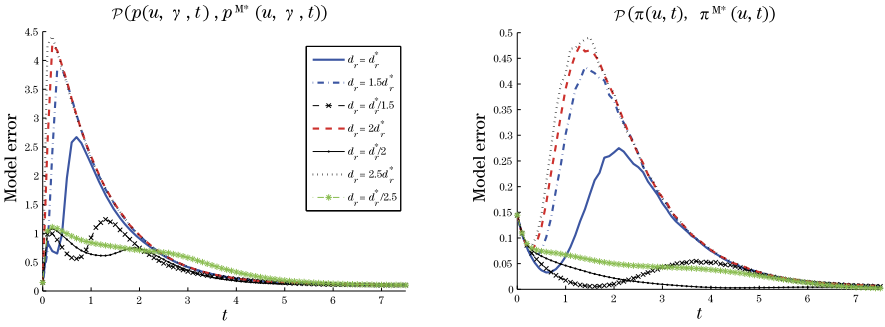 𝒫(p(u, γ, t), pᴹ*(u, γ, t))
4.5
4
3.5
3
2.5
2
1.5
1
0.5
0
Model error
d_r = d_r^*
d_r = 1.5d_r^*
d_r = d_r^*/1.5
d_r = 2d_r^*
d_r = d_r^*/2
d_r = 2.5d_r^*
d_r = d_r^*/2.5
0 1 2 3 4 5 6 7
t
𝒫(π(u, t), πᴹ*(u, t))
0.5
0.45
0.4
0.35
0.3
0.25
0.2
0.15
0.1
0.05
0
Model error
0 1 2 3 4 5 6 7
t